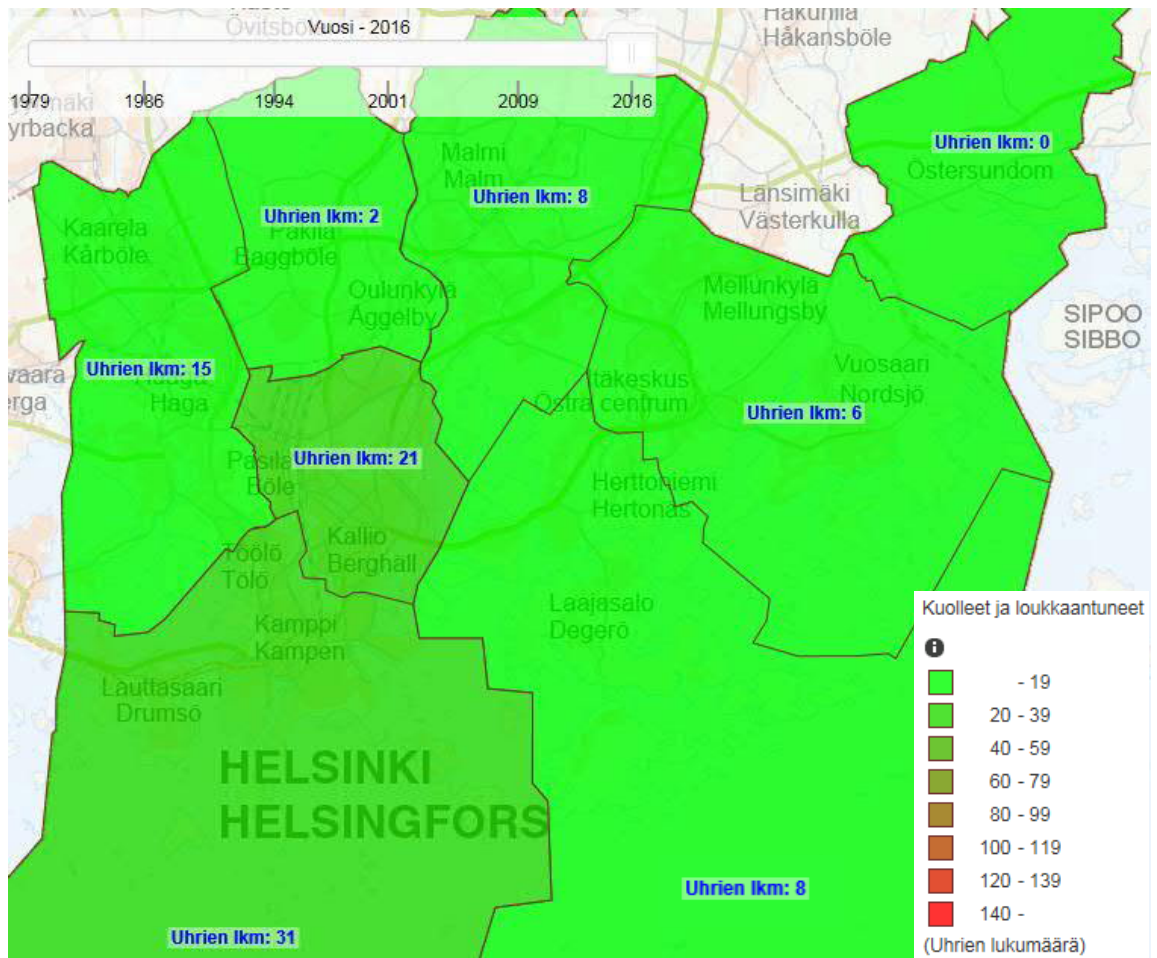 Övitsbö
Vuosi - 2016
1979
1986
1994
2001
2009
2016
yrbacka
Hakunila
Håkansböle
Malmi
Malm
Uhrien lkm: 0
Östersundom
Uhrien lkm: 8
Länsimäki
Västerkulla
Uhrien lkm: 2
Pakila
Baggböle
Kaarela
Kårböle
Oulunkylä
Åggelby
Mellunkylä
Mellungsby
SIPOO
SIBBO
Uhrien lkm: 15
Haaga
Haga
vaara
erga
Itäkeskus
Östra centrum
Vuosaari
Nordsjö
Uhrien lkm: 6
Uhrien lkm: 21
Pasila
Böle
Herttoniemi
Hertonäs
Töölö
Tölö
Kallio
Berghäll
Kamppi
Kampen
Laajasalo
Degerö
Lauttasaari
Drumsö
HELSINKI
HELSINGFORS
Uhrien lkm: 8
Uhrien lkm: 31
Kuolleet ja loukkaantuneet
- 19
20 - 39
40 - 59
60 - 79
80 - 99
100 - 119
120 - 139
140 -
(Uhrien lukumäärä)